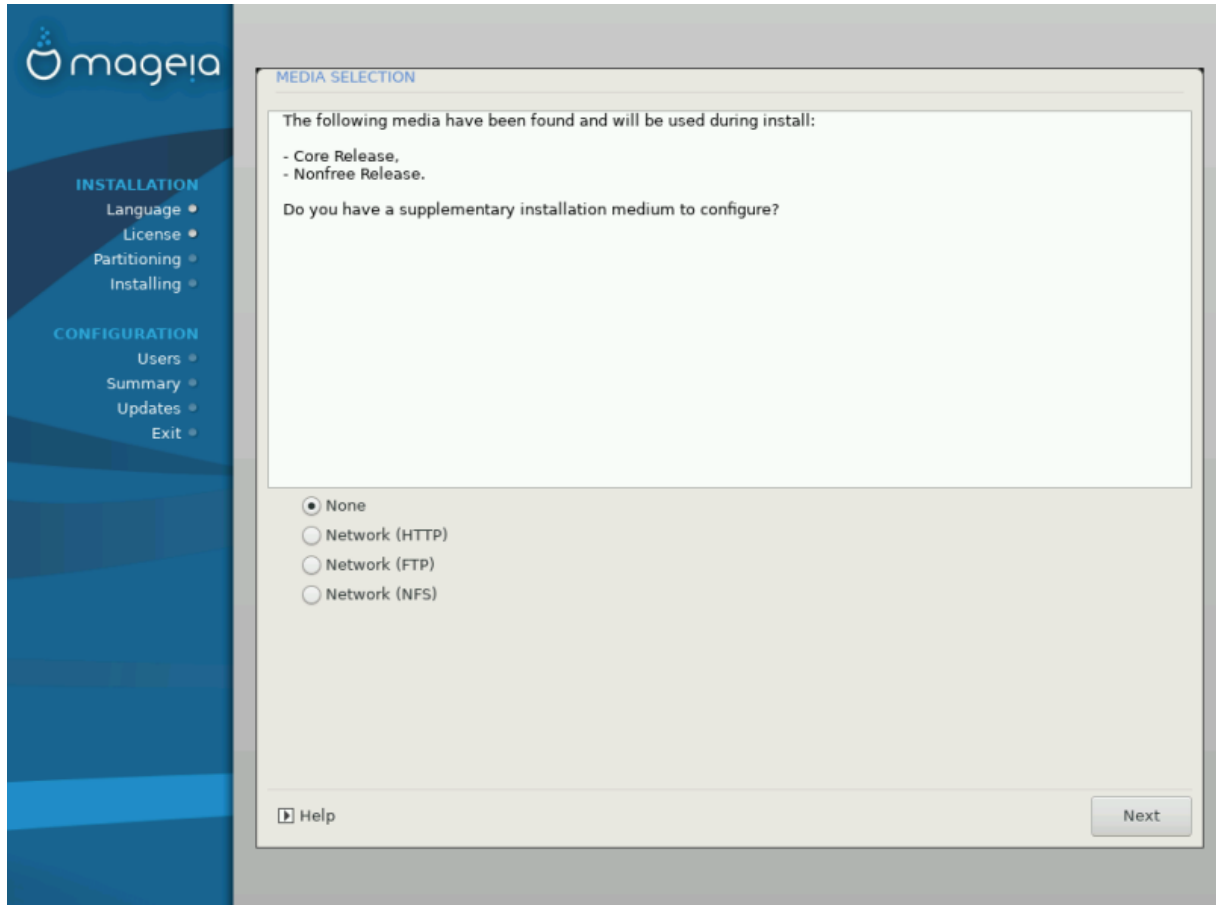 mageia
INSTALLATION
Language
License
Partitioning
Installing
CONFIGURATION
Users
Summary
Updates
Exit
MEDIA SELECTION
The following media have been found and will be used during install:
- Core Release,
- Nonfree Release.
Do you have a supplementary installation medium to configure?
None
Network (HTTP)
Network (FTP)
Network (NFS)
Help
Next